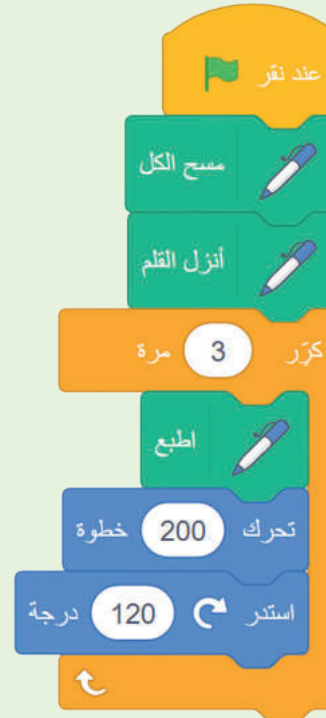 عند نقر
مسح الكل
أنزل القلم
كرّر 3 مرة
اطبع
تحرك 200 خطوة
استدر 120 درجة